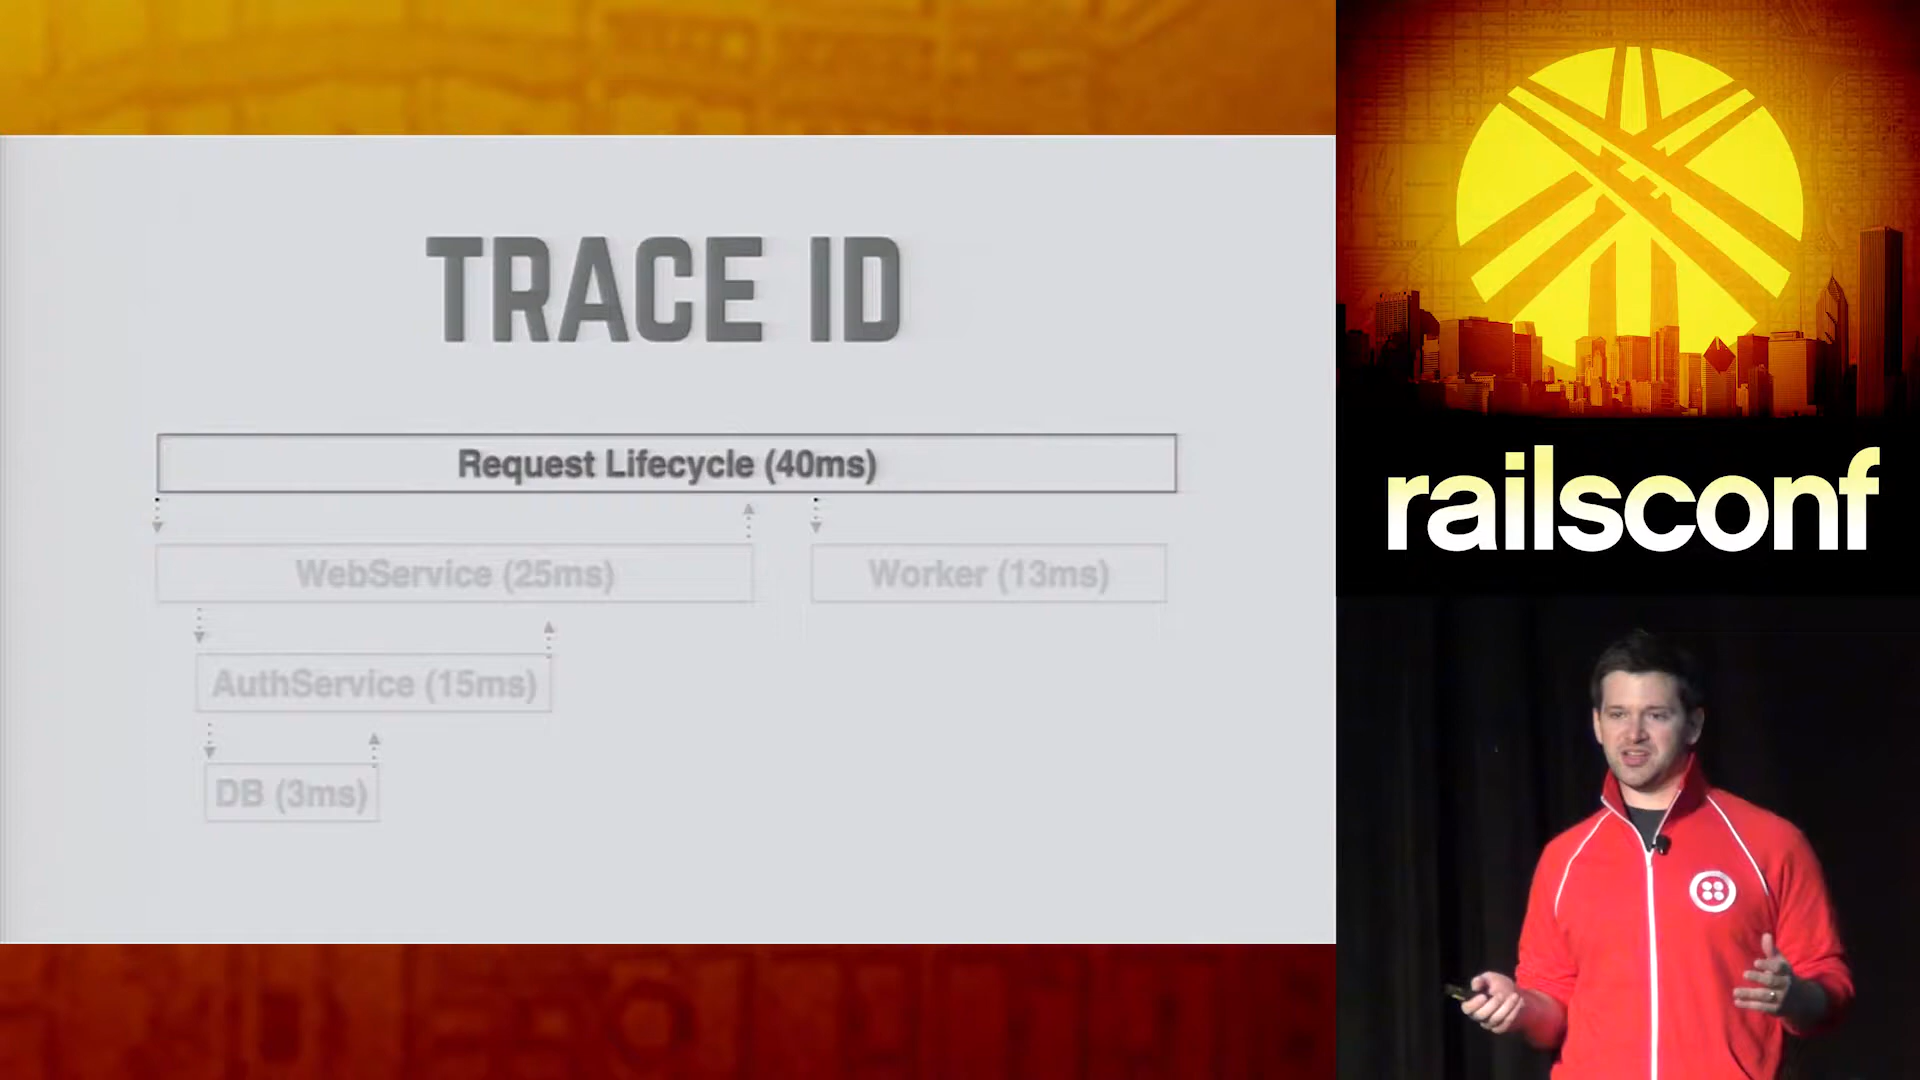 TRACE ID
Request Lifecycle (40ms)
WebService (25ms)
Worker (13ms)
AuthService (15ms)
DB (3ms)
railsconf